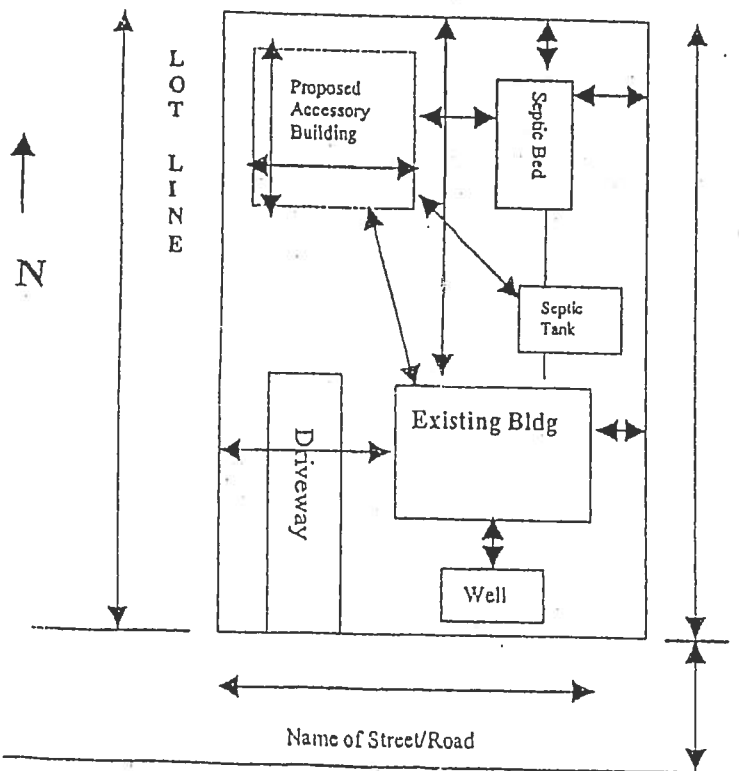 LOT LINE
N
Proposed
Accessory
Building
Septic Bed
Septic
Tank
Existing Bldg
Driveway
Well
Name of Street/Road